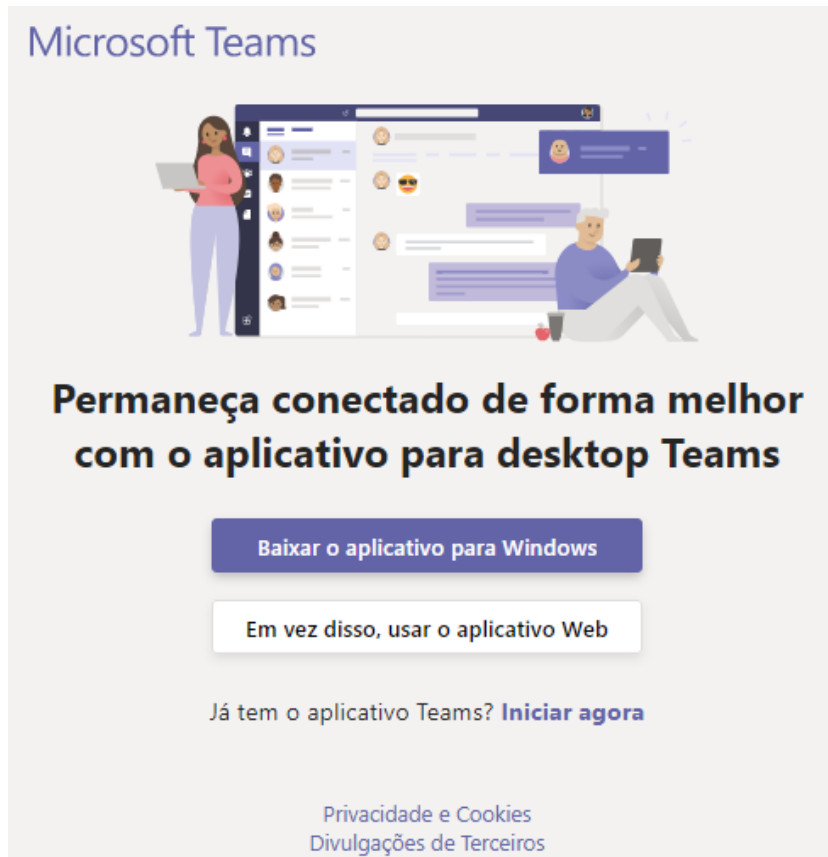 Microsoft Teams
Permaneça conectado de forma melhor
com o aplicativo para desktop Teams
Baixar o aplicativo para Windows
Em vez disso, usar o aplicativo Web
Já tem o aplicativo Teams? Iniciar agora
Privacidade e Cookies
Divulgações de Terceiros